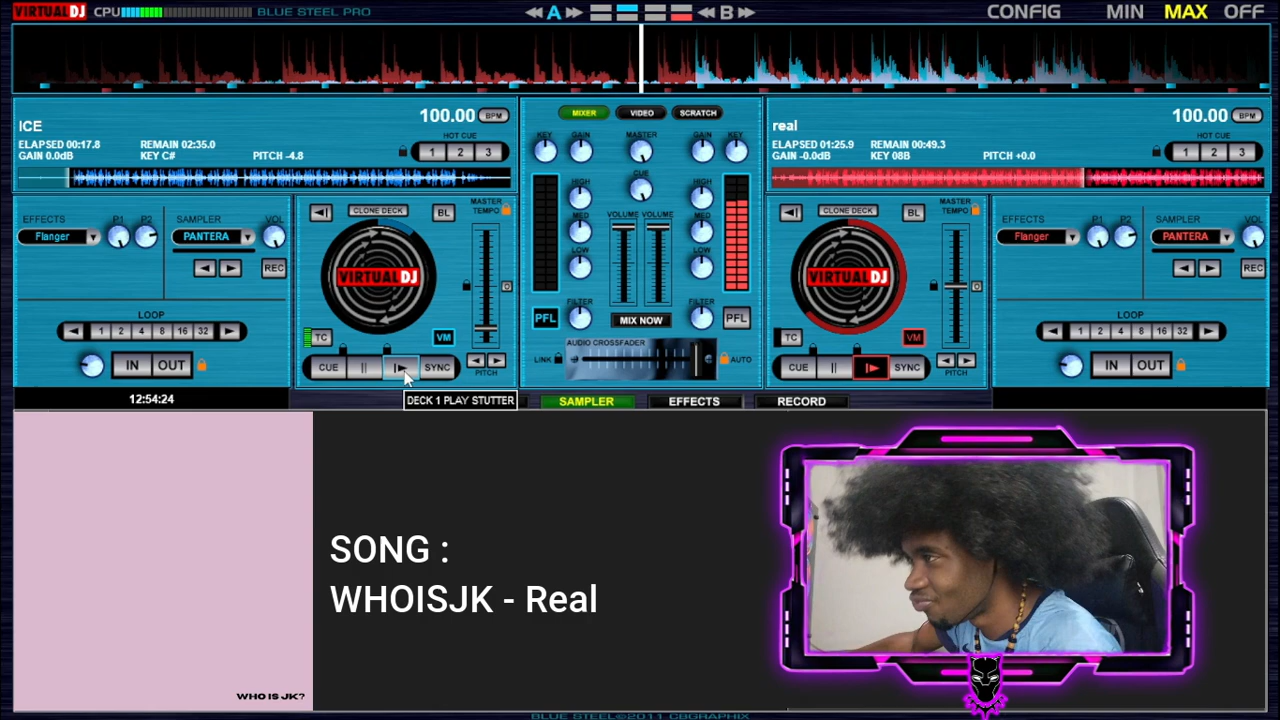 VIRTUALDJ CPU BLUE STEEL PRO A B CONFIG MIN MAX OFF
ICE
100.00 BPM
ELAPSED 00:17.8 REMAIN 02:35.0
GAIN 0.0dB KEY C# PITCH -4.8
HOT CUE
1 2 3
MIXER VIDEO SCRATCH
KEY GAIN MASTER GAIN KEY
CUE
HIGH HIGH
MED VOLUME VOLUME MED
LOW LOW
FILTER FILTER
PFL MIX NOW PFL
LINK AUDIO CROSSFADER AUTO
real
100.00 BPM
ELAPSED 01:25.9 REMAIN 00:49.3
GAIN -0.0dB KEY 08B PITCH +0.0
HOT CUE
1 2 3
EFFECTS P1 P2 SAMPLER VOL
Flanger PANTERA
REC
LOOP
1 2 4 8 16 32
IN OUT
12:54:24
CLONE DECK BL MASTER TEMPO
VIRTUALDJ
TC VM
CUE SYNC PITCH
DECK 1 PLAY STUTTER
CLONE DECK BL MASTER TEMPO
VIRTUALDJ
TC VM
CUE SYNC PITCH
EFFECTS P1 P2 SAMPLER VOL
Flanger PANTERA
REC
LOOP
1 2 4 8 16 32
IN OUT
SAMPLER EFFECTS RECORD
SONG :
WHOISJK - Real
WHO IS JK?
BLUE STEEL©2011 CBGRAPHIX